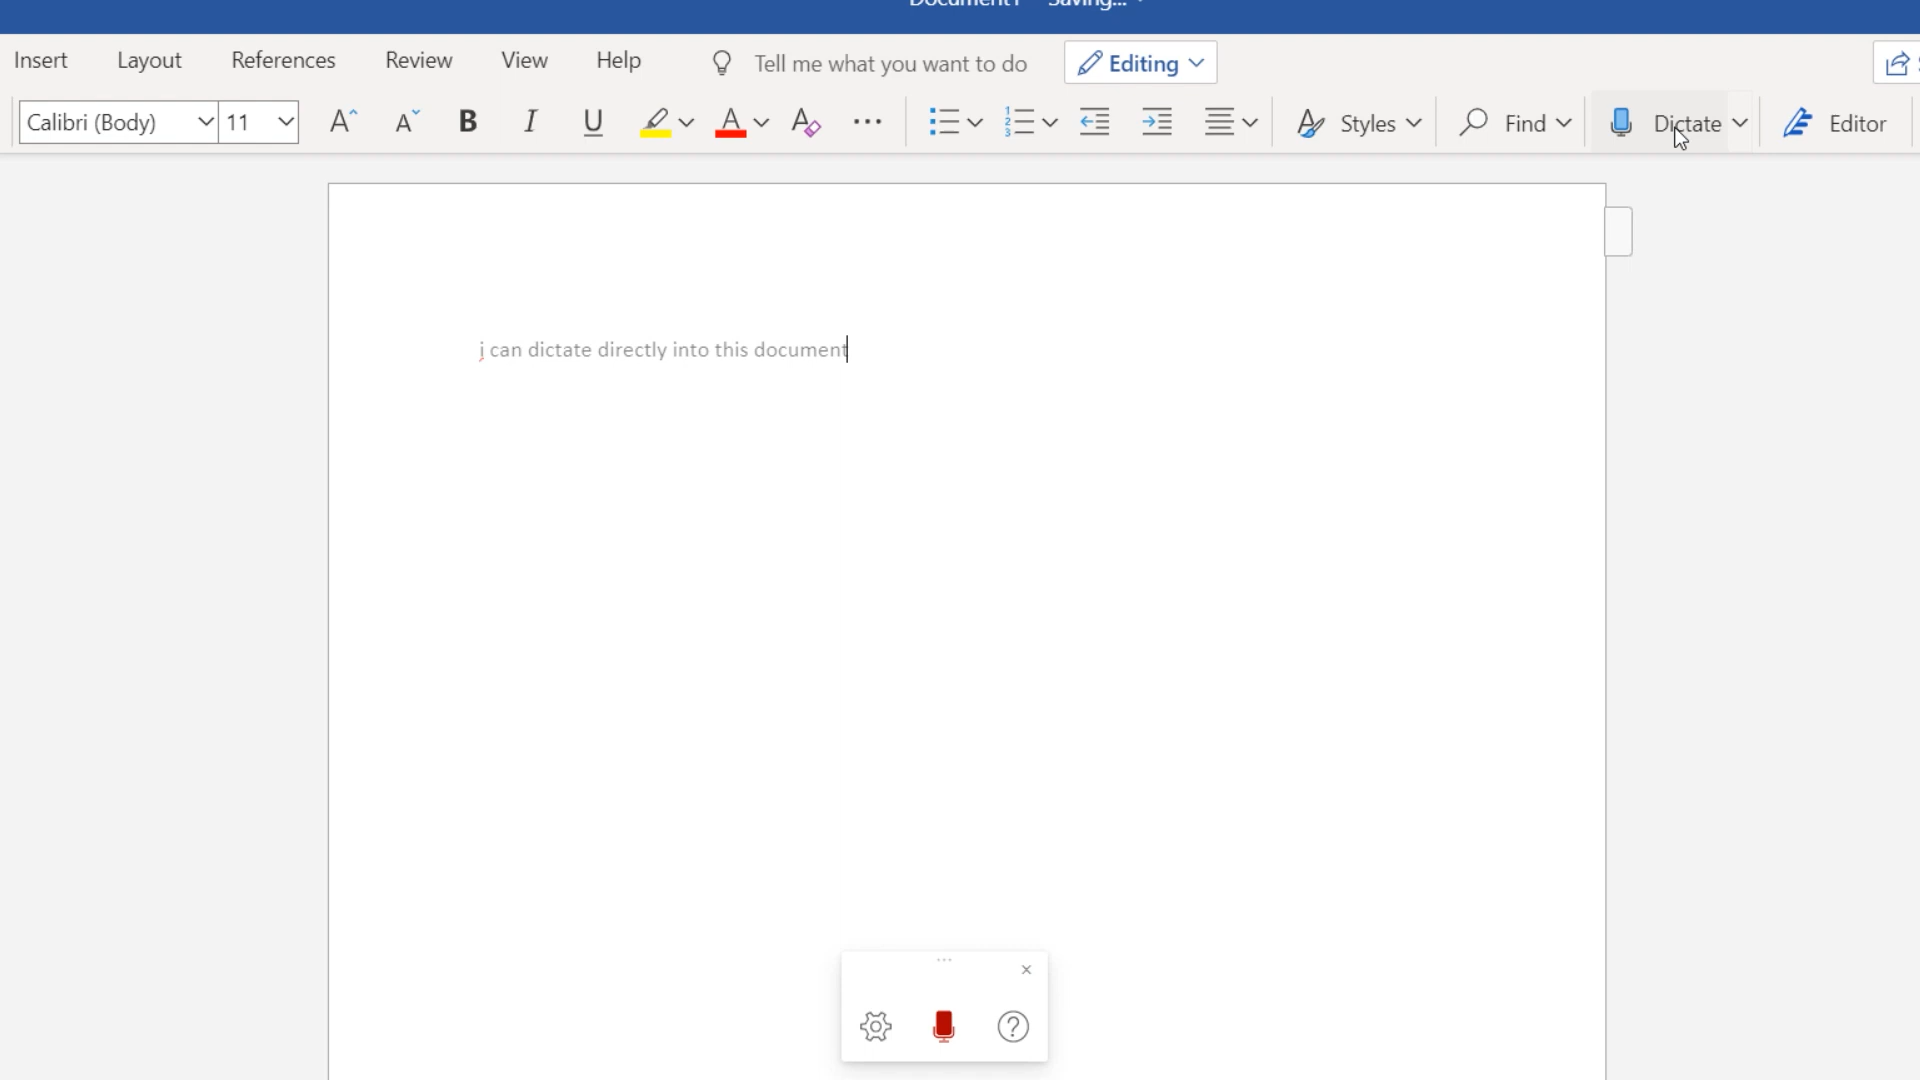 Saving...
Insert Layout References Review View Help Tell me what you want to do Editing
Calibri (Body) 11 A A B I U A A ... Styles Find Dictate Editor
i can dictate directly into this document